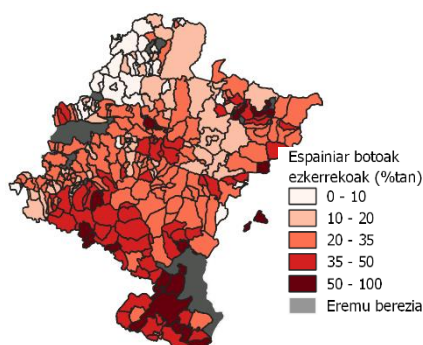 Espainiar botoak
ezkerrekoak (%tan)
0 - 10
10 - 20
20 - 35
35 - 50
50 - 100
Eremu berezia